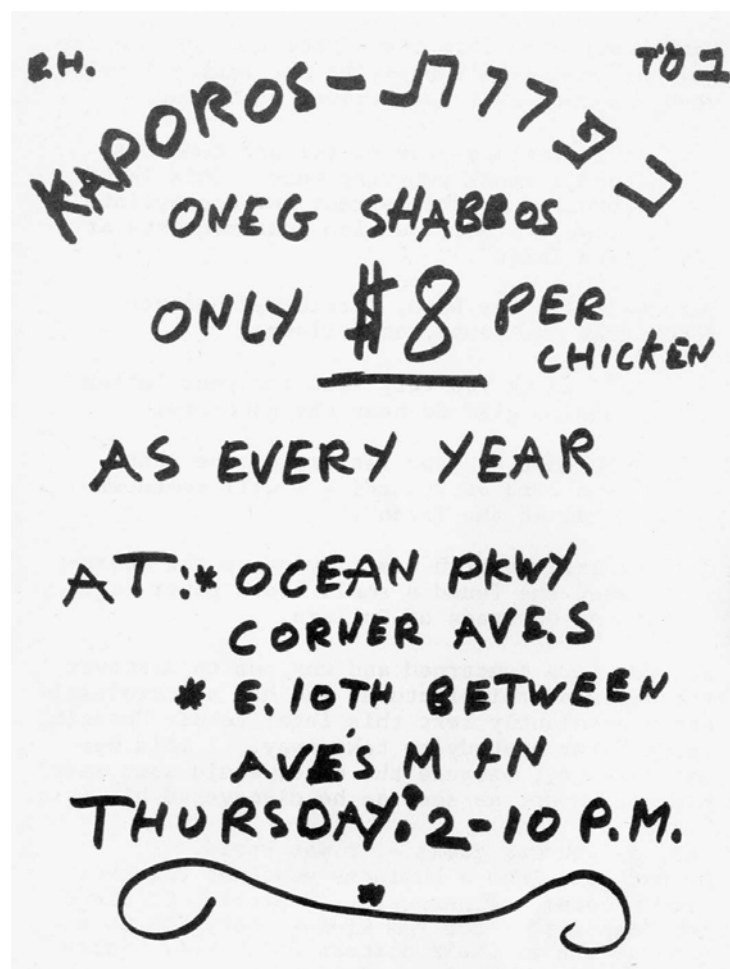 B.H. TO1
KAPOROS - כפרות
ONEG SHABBOS
ONLY $8 PER
CHICKEN
AS EVERY YEAR
AT:* OCEAN PKWY
CORNER AVE.S
* E.10TH BETWEEN
AVE'S M & N
THURSDAY: 2-10 P.M.